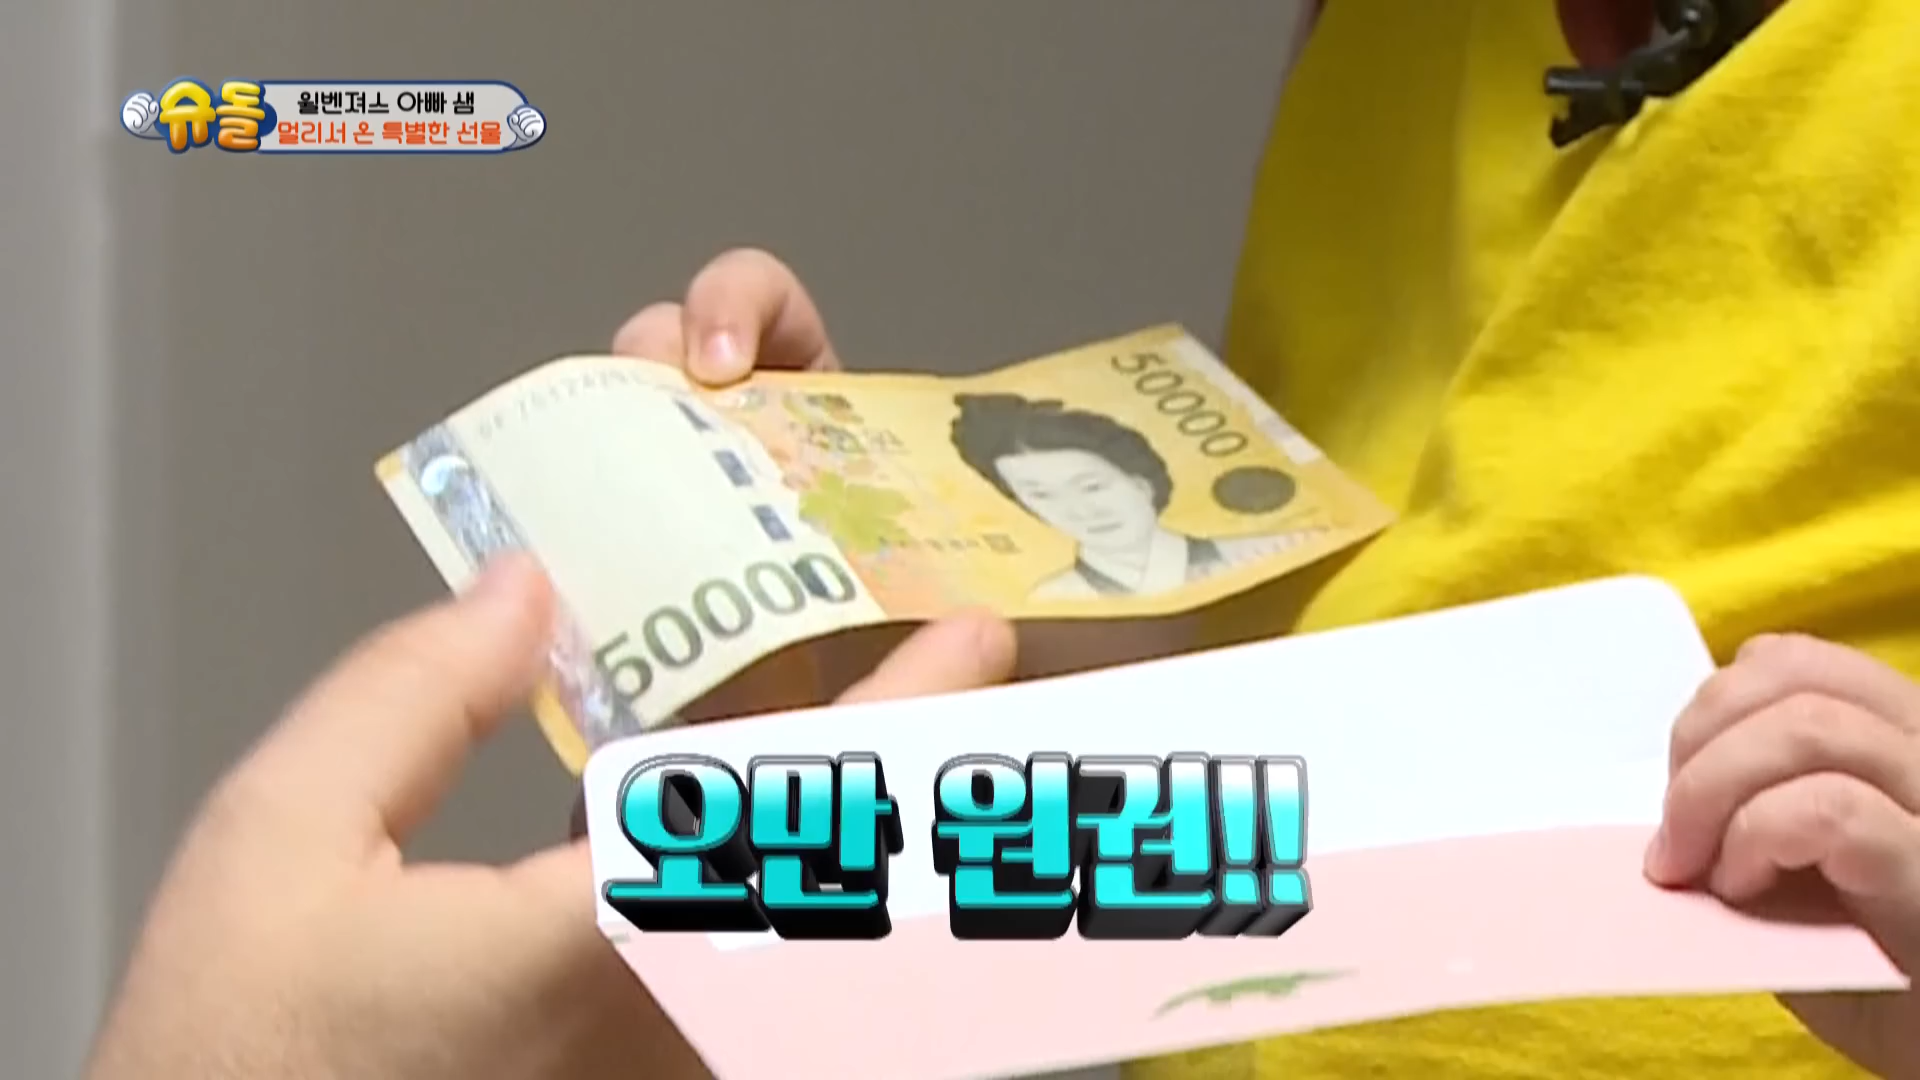 슈돌
윌벤져스 아빠 샘
멀리서 온 특별한 선물
50000
50000
오만 원권!!